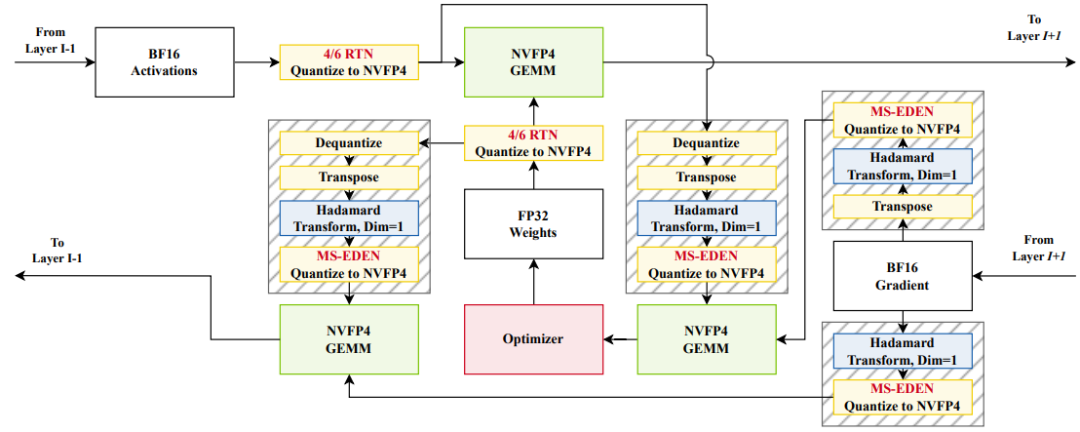 From
Layer I-1
BF16
Activations
4/6 RTN
Quantize to NVFP4
NVFP4
GEMM
To
Layer I+1
Dequantize
Transpose
Hadamard
Transform, Dim=1
MS-EDEN
Quantize to NVFP4
4/6 RTN
Quantize to NVFP4
FP32
Weights
Dequantize
Transpose
Hadamard
Transform, Dim=1
MS-EDEN
Quantize to NVFP4
MS-EDEN
Quantize to NVFP4
Hadamard
Transform, Dim=1
Transpose
To
Layer I-1
BF16
Gradient
From
Layer I+1
NVFP4
GEMM
Optimizer
NVFP4
GEMM
Hadamard
Transform, Dim=1
MS-EDEN
Quantize to NVFP4